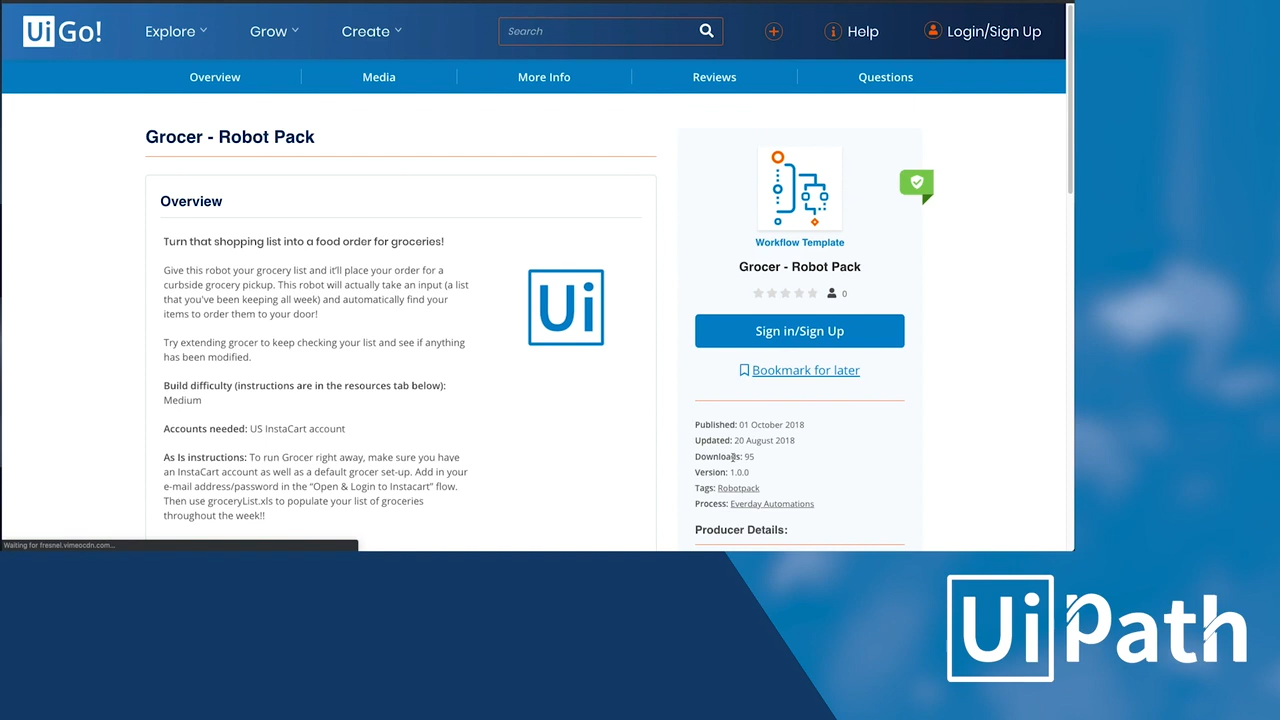 Ui Go!
Explore
Grow
Create
Search
Help
Login/Sign Up
Overview
Media
More Info
Reviews
Questions
Grocer - Robot Pack
Overview
Turn that shopping list into a food order for groceries!
Give this robot your grocery list and it'll place your order for a
curbside grocery pickup. This robot will actually take an input (a list
that you've been keeping all week) and automatically find your
items to order them to your door!
Try extending grocer to keep checking your list and see if anything
has been modified.
Build difficulty (instructions are in the resources tab below):
Medium
Accounts needed: US InstaCart account
As Is instructions: To run Grocer right away, make sure you have
an InstaCart account as well as a default grocer set-up. Add in your
e-mail address/password in the “Open & Login to Instacart” flow.
Then use groceryList.xls to populate your list of groceries
throughout the week!!
Ui
Workflow Template
Grocer - Robot Pack
0
Sign in/Sign Up
Bookmark for later
Published: 01 October 2018
Updated: 20 August 2018
Downloads: 95
Version: 1.0.0
Tags: Robotpack
Process: Everday Automations
Producer Details:
Waiting for fresnel.vimeocdn.com...
UiPath